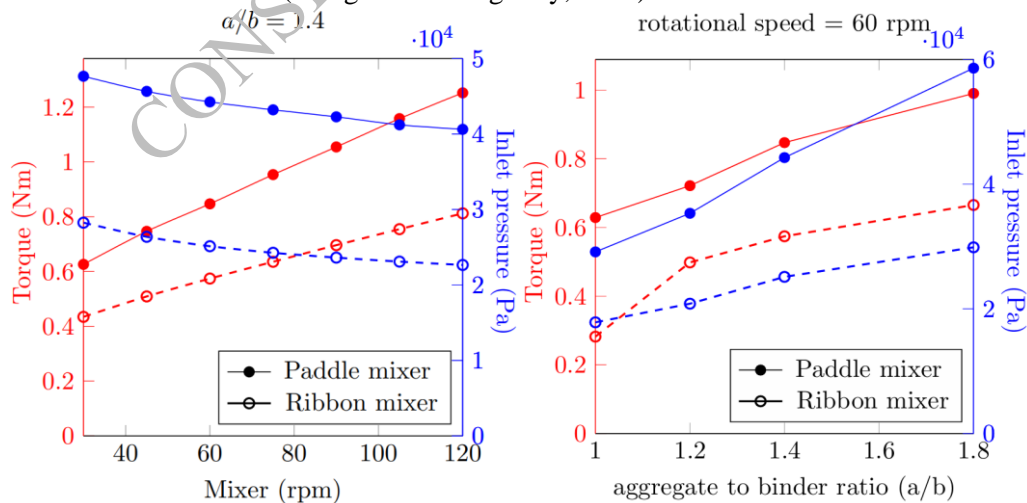 a/b = 1.4
·10⁴
1.2
1
0.8
0.6
0.4
0.2
0
Torque (Nm)
5
4
3
2
1
0
Inlet pressure (Pa)
Paddle mixer
Ribbon mixer
40 60 80 100 120
Mixer (rpm)
rotational speed = 60 rpm
·10⁴
1
0.8
0.6
0.4
0.2
0
Torque (Nm)
6
4
2
0
Inlet pressure (Pa)
Paddle mixer
Ribbon mixer
1 1.2 1.4 1.6 1.8
aggregate to binder ratio (a/b)